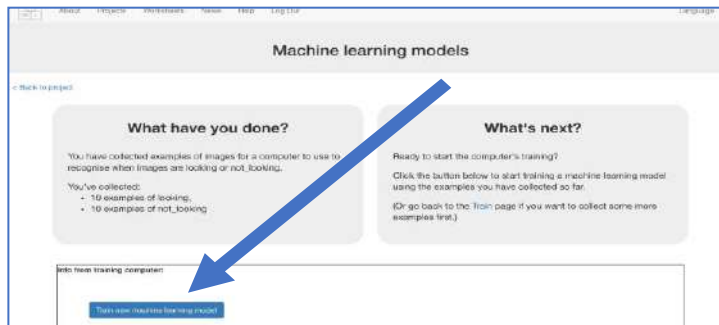 About Projects Worksheets News Help Log Out Language
Machine learning models
< Back to project
What have you done?
You have collected examples of images for a computer to use to
recognise when images are looking or not_looking.
You've collected:
• 10 examples of looking,
• 10 examples of not_looking
What's next?
Ready to start the computer's training?
Click the button below to start training a machine learning model
using the examples you have collected so far.
(Or go back to the Train page if you want to collect some more
examples first.)
Info from training computer:
Train new machine learning model